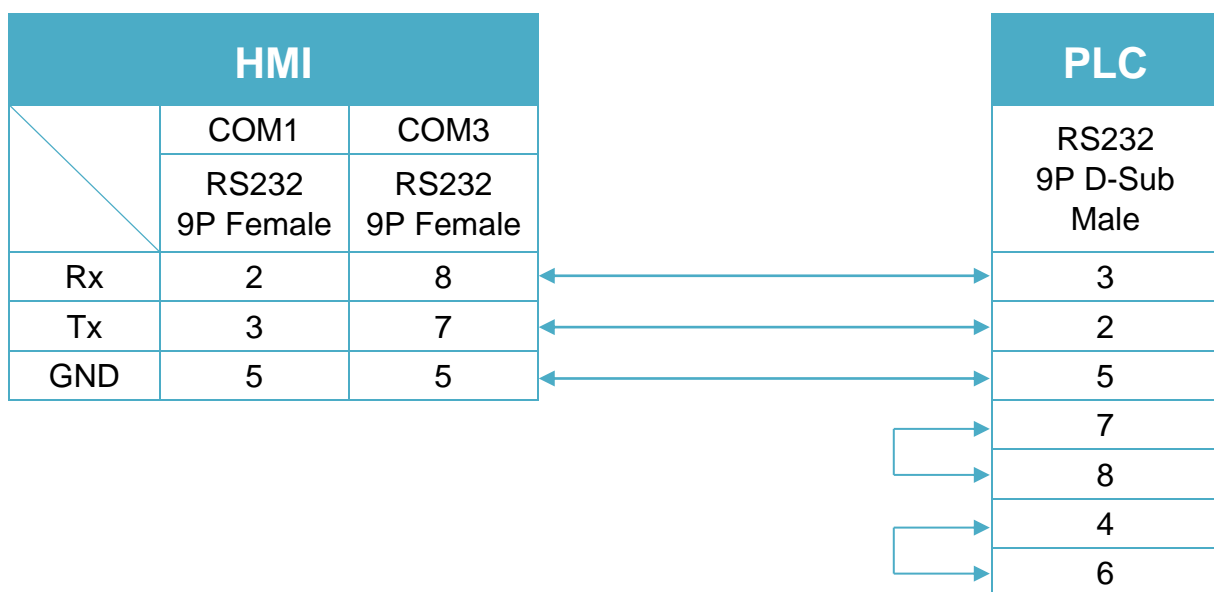 HMI
PLC
COM1 COM3
RS232
9P Female
RS232
9P Female
RS232
9P D-Sub
Male
Rx 2 8 3
Tx 3 7 2
GND 5 5 5
7
8
4
6